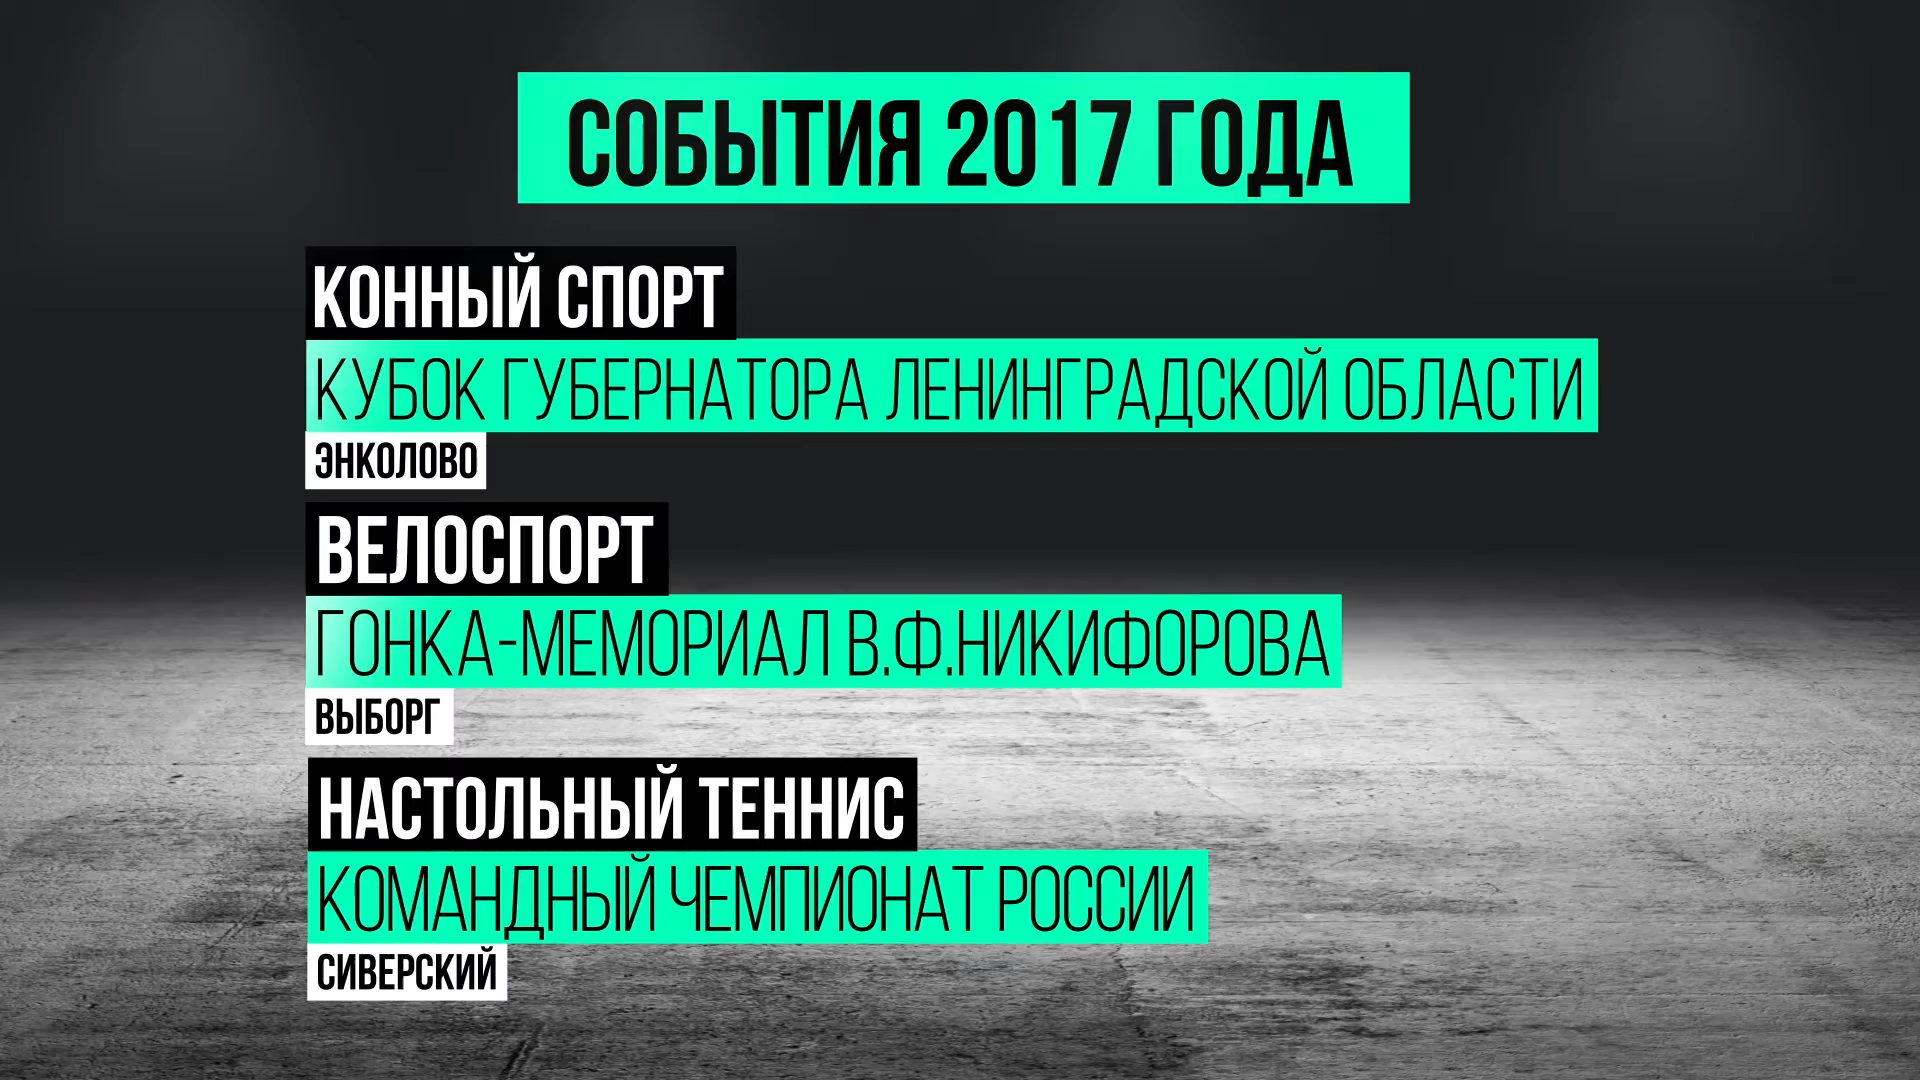 СОБЫТИЯ 2017 ГОДА
КОННЫЙ СПОРТ
КУБОК ГУБЕРНАТОРА ЛЕНИНГРАДСКОЙ ОБЛАСТИ
ЭНКОЛОВО
ВЕЛОСПОРТ
ГОНКА-МЕМОРИАЛ В.Ф.НИКИФОРОВА
ВЫБОРГ
НАСТОЛЬНЫЙ ТЕННИС
КОМАНДНЫЙ ЧЕМПИОНАТ РОССИИ
СИВЕРСКИЙ